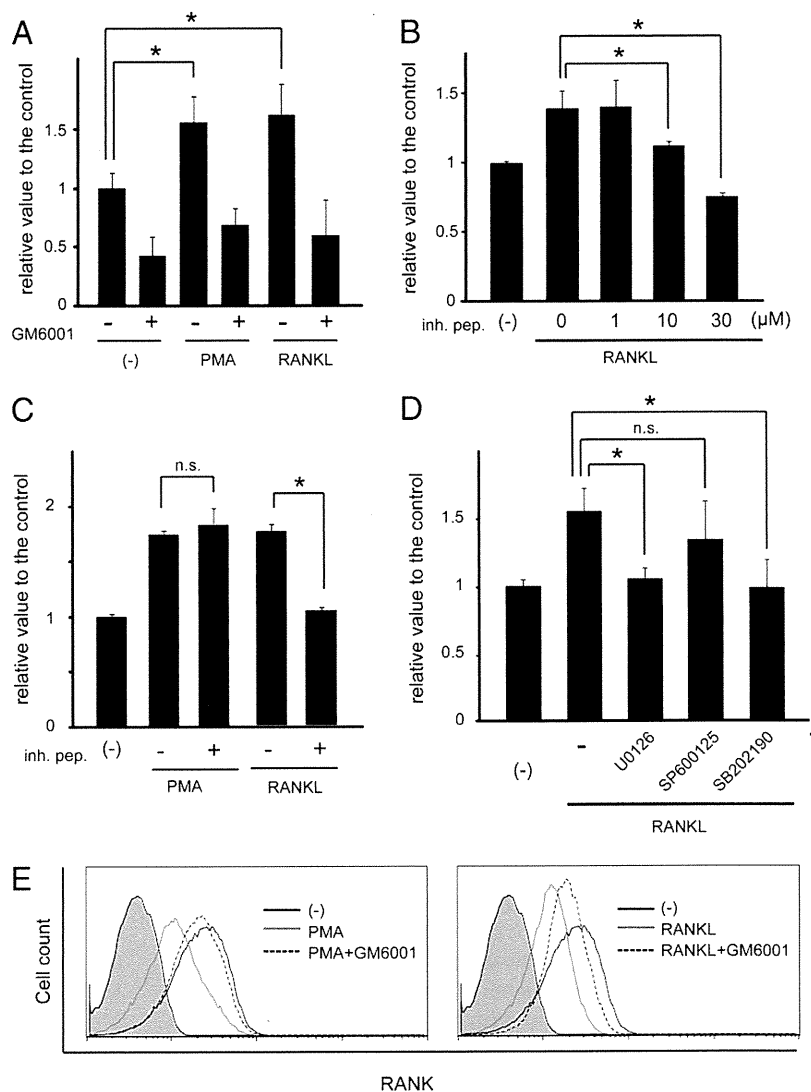 A
*
*
relative value to the control
1.5
1
0.5
0
GM6001
- + - + - +
(-) PMA RANKL
B
*
*
relative value to the control
1.5
1
0.5
0
inh. pep. (-) 0 1 10 30 (µM)
RANKL
C
n.s.
*
relative value to the control
2
1
0
inh. pep. (-) - + - +
PMA RANKL
D
*
n.s.
*
relative value to the control
1.5
1
0.5
0
(-) - U0126 SP600125 SB202190
RANKL
E
Cell count
(-)
PMA
PMA+GM6001
(-)
RANKL
RANKL+GM6001
RANK